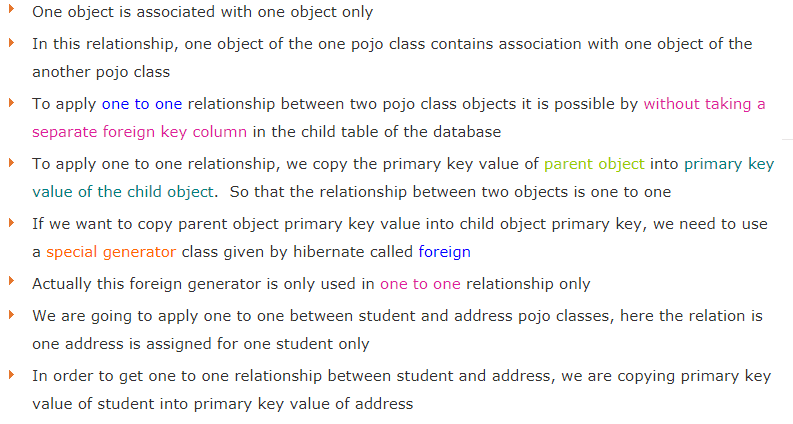 One object is associated with one object only
In this relationship, one object of the one pojo class contains association with one object of the
another pojo class
To apply one to one relationship between two pojo class objects it is possible by without taking a
separate foreign key column in the child table of the database
To apply one to one relationship, we copy the primary key value of parent object into primary key
value of the child object.  So that the relationship between two objects is one to one
If we want to copy parent object primary key value into child object primary key, we need to use
a special generator class given by hibernate called foreign
Actually this foreign generator is only used in one to one relationship only
We are going to apply one to one between student and address pojo classes, here the relation is
one address is assigned for one student only
In order to get one to one relationship between student and address, we are copying primary key
value of student into primary key value of address